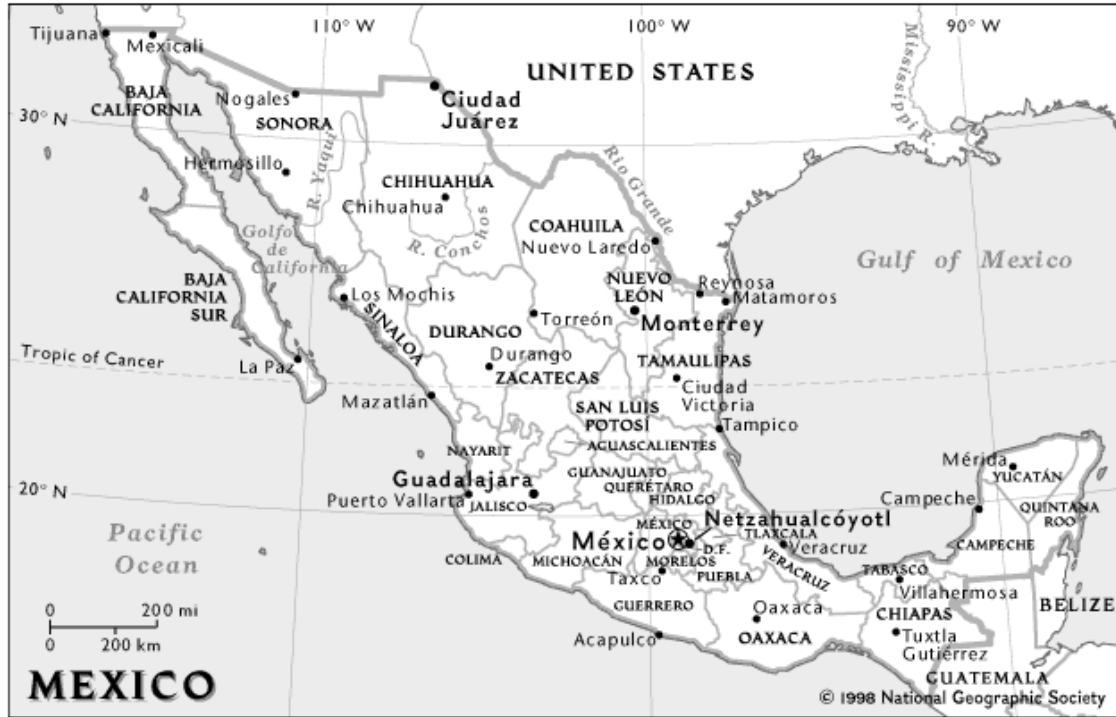 110° W
100° W
90° W
Tijuana
Mexicali
UNITED STATES
Mississippi R.
BAJA
CALIFORNIA
Nogales
SONORA
Ciudad
Juárez
30° N
Hermosillo
R. Yaqui
CHIHUAHUA
Chihuahua
R. Conchos
Rio Grande
COAHUILA
Nuevo Laredo
Golfo
de
California
Gulf of Mexico
BAJA
CALIFORNIA
SUR
Los Mochis
SINALOA
NUEVO
LEÓN
Reynosa
Matamoros
DURANGO
Torreón
Monterrey
Tropic of Cancer
La Paz
Durango
ZACATECAS
TAMAULIPAS
Ciudad
Victoria
Mazatlán
SAN LUIS
POTOSÍ
Tampico
NAYARIT
AGUASCALIENTES
Guadalajara
GUANAJUATO
QUERÉTARO
HIDALGO
Mérida
YUCATÁN
20° N
Puerto Vallarta
JALISCO
Campeche
QUINTANA
ROO
Pacific
Ocean
MÉXICO
Netzahualcóyotl
México
D.F.
TLAXCALA
Veracruz
VERACRUZ
CAMPECHE
COLIMA
MICHOACÁN
MORELOS
Taxco
PUEBLA
TABASCO
Villahermosa
BELIZE
0 200 mi
0 200 km
GUERRERO
Oaxaca
CHIAPAS
Acapulco
OAXACA
Tuxtla
Gutiérrez
GUATEMALA
MEXICO
© 1998 National Geographic Society